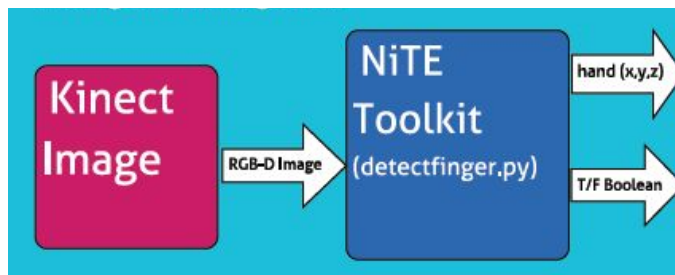 Kinect
Image
RGB-D Image
NiTE
Toolkit
(detectfinger.py)
hand (x,y,z)
T/F Boolean